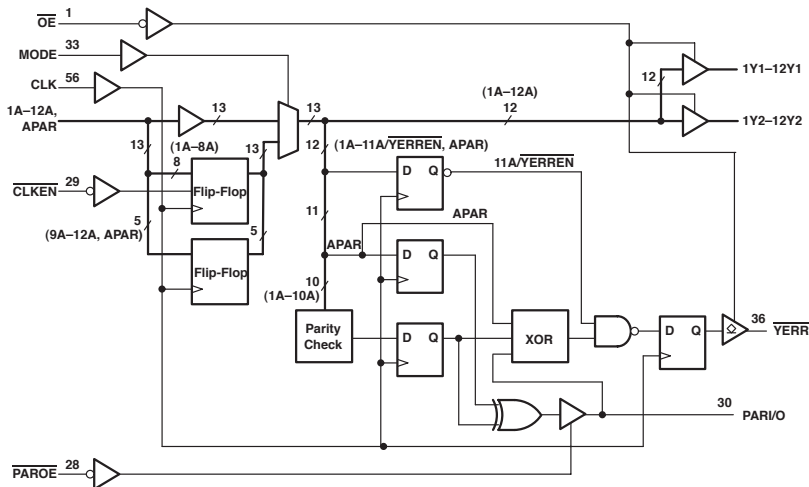 OE 1
MODE 33
CLK 56
1A–12A,
APAR
13
13
(1A–12A)
12
12
1Y1–12Y1
1Y2–12Y2
13
(1A–8A)
8
13
12
(1A–11A/YERREN, APAR)
CLKEN 29
Flip-Flop
D Q
11A/YERREN
5
(9A–12A, APAR)
5
11
APAR
Flip-Flop
APAR
D Q
10
(1A–10A)
Parity
Check
D Q
XOR
D Q
36
YERR
30
PARI/O
PAROE 28